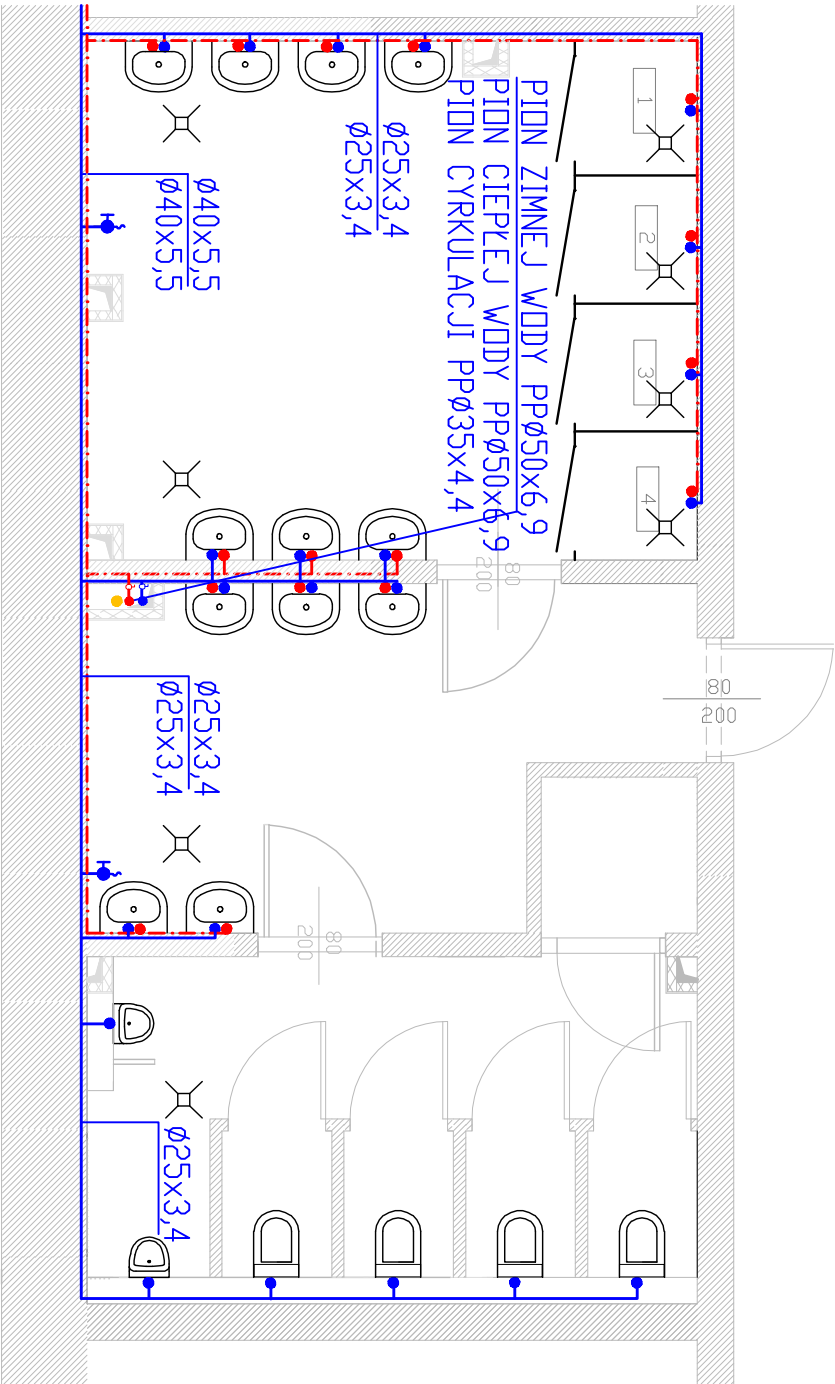 PION ZIMNEJ WODY PPØ50x6,9
PION CIEPŁEJ WODY PPØ50x6,9
PION CYRKULACJI PPØ35x4,4
Ø25x3,4
Ø25x3,4
Ø40x5,5
Ø40x5,5
1
2
3
4
80
200
80
200
Ø25x3,4
Ø25x3,4
80
200
Ø25x3,4